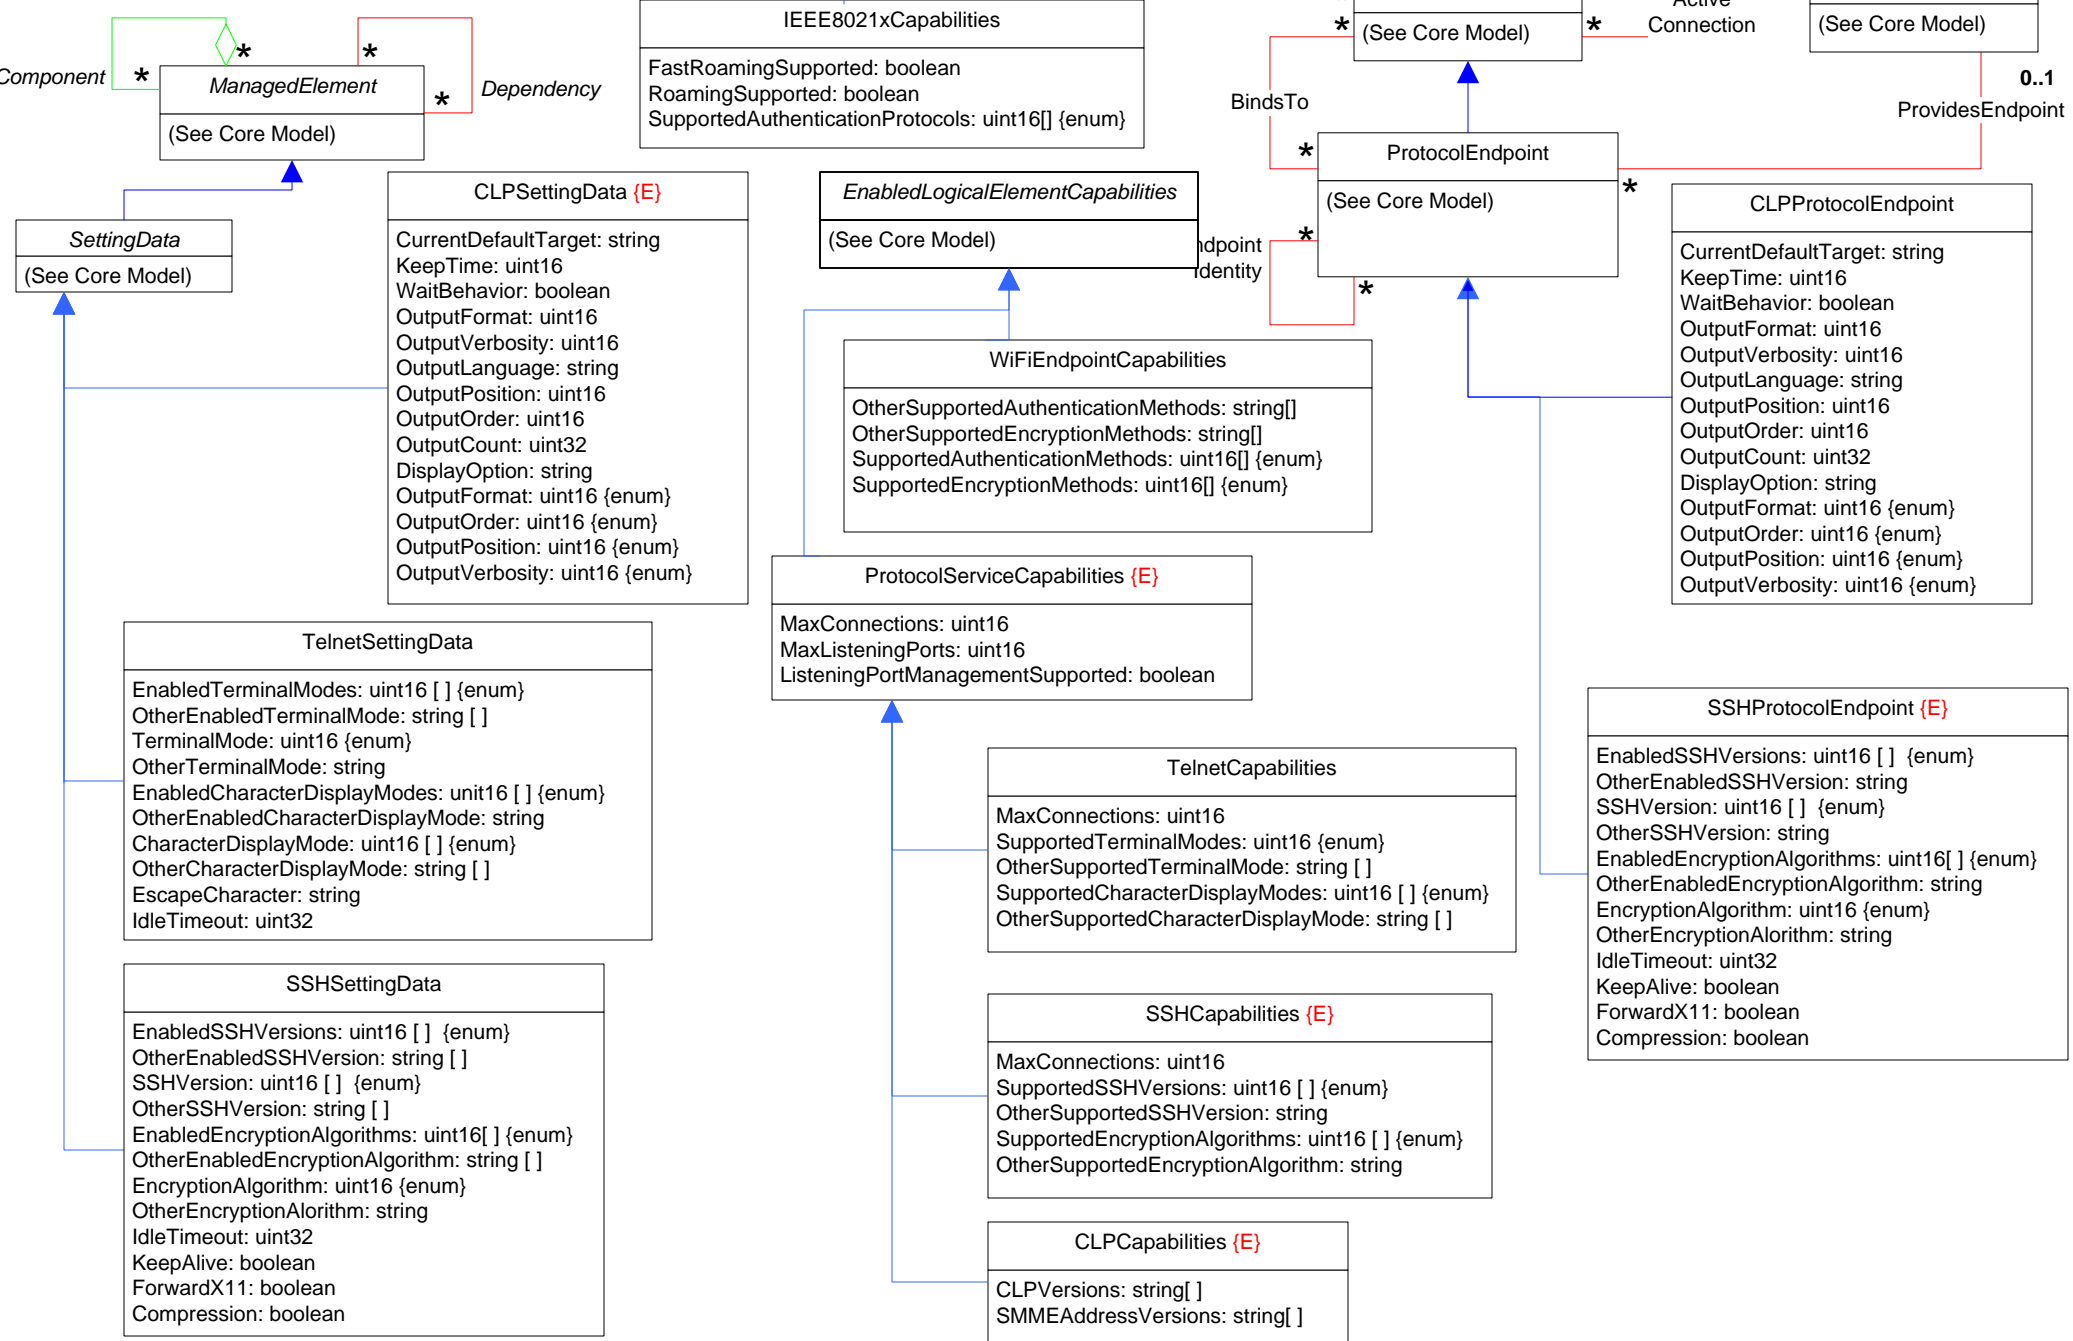 Component
*
*
ManagedElement
(See Core Model)
*
*
Dependency
SettingData
(See Core Model)
IEEE8021xCapabilities
FastRoamingSupported: boolean
RoamingSupported: boolean
SupportedAuthenticationProtocols: uint16[] {enum}
*
*
(See Core Model)
*
Connection
(See Core Model)
0..1
ProvidesEndpoint
BindsTo
*
ProtocolEndpoint
(See Core Model)
*
*
*
Identity
CLPSettingData {E}
CurrentDefaultTarget: string
KeepTime: uint16
WaitBehavior: boolean
OutputFormat: uint16
OutputVerbosity: uint16
OutputLanguage: string
OutputPosition: uint16
OutputOrder: uint16
OutputCount: uint32
DisplayOption: string
OutputFormat: uint16 {enum}
OutputOrder: uint16 {enum}
OutputPosition: uint16 {enum}
OutputVerbosity: uint16 {enum}
EnabledLogicalElementCapabilities
(See Core Model)
WiFiEndpointCapabilities
OtherSupportedAuthenticationMethods: string[]
OtherSupportedEncryptionMethods: string[]
SupportedAuthenticationMethods: uint16[] {enum}
SupportedEncryptionMethods: uint16[] {enum}
CLPProtocolEndpoint
CurrentDefaultTarget: string
KeepTime: uint16
WaitBehavior: boolean
OutputFormat: uint16
OutputVerbosity: uint16
OutputLanguage: string
OutputPosition: uint16
OutputOrder: uint16
OutputCount: uint32
DisplayOption: string
OutputFormat: uint16 {enum}
OutputOrder: uint16 {enum}
OutputPosition: uint16 {enum}
OutputVerbosity: uint16 {enum}
ProtocolServiceCapabilities {E}
MaxConnections: uint16
MaxListeningPorts: uint16
ListeningPortManagementSupported: boolean
TelnetSettingData
EnabledTerminalModes: uint16 [ ] {enum}
OtherEnabledTerminalMode: string [ ]
TerminalMode: uint16 {enum}
OtherTerminalMode: string
EnabledCharacterDisplayModes: unit16 [ ] {enum}
OtherEnabledCharacterDisplayMode: string
CharacterDisplayMode: uint16 [ ] {enum}
OtherCharacterDisplayMode: string [ ]
EscapeCharacter: string
IdleTimeout: uint32
TelnetCapabilities
MaxConnections: uint16
SupportedTerminalModes: uint16 {enum}
OtherSupportedTerminalMode: string [ ]
SupportedCharacterDisplayModes: uint16 [ ] {enum}
OtherSupportedCharacterDisplayMode: string [ ]
SSHProtocolEndpoint {E}
EnabledSSHVersions: uint16 [ ]  {enum}
OtherEnabledSSHVersion: string
SSHVersion: uint16 [ ]  {enum}
OtherSSHVersion: string
EnabledEncryptionAlgorithms: uint16[ ] {enum}
OtherEnabledEncryptionAlgorithm: string
EncryptionAlgorithm: uint16 {enum}
OtherEncryptionAlorithm: string
IdleTimeout: uint32
KeepAlive: boolean
ForwardX11: boolean
Compression: boolean
SSHSettingData
EnabledSSHVersions: uint16 [ ]  {enum}
OtherEnabledSSHVersion: string [ ]
SSHVersion: uint16 [ ]  {enum}
OtherSSHVersion: string [ ]
EnabledEncryptionAlgorithms: uint16[ ] {enum}
OtherEnabledEncryptionAlgorithm: string [ ]
EncryptionAlgorithm: uint16 {enum}
OtherEncryptionAlorithm: string
IdleTimeout: uint32
KeepAlive: boolean
ForwardX11: boolean
Compression: boolean
SSHCapabilities {E}
MaxConnections: uint16
SupportedSSHVersions: uint16 [ ] {enum}
OtherSupportedSSHVersion: string
SupportedEncryptionAlgorithms: uint16 [ ] {enum}
OtherSupportedEncryptionAlgorithm: string
CLPCapabilities {E}
CLPVersions: string[ ]
SMMEAddressVersions: string[ ]